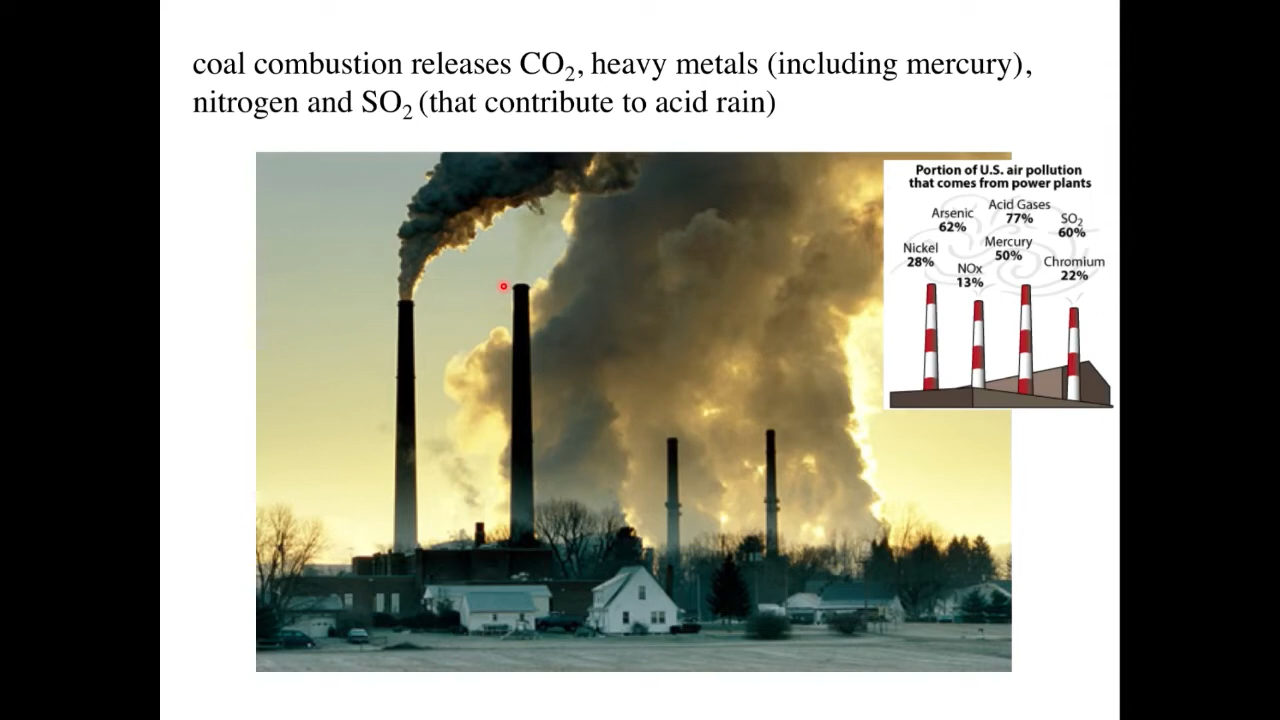 coal combustion releases CO₂, heavy metals (including mercury),
nitrogen and SO₂ (that contribute to acid rain)
Portion of U.S. air pollution
that comes from power plants
Arsenic
62%
Acid Gases
77%
SO₂
60%
Nickel
28%
Mercury
50%
NOx
13%
Chromium
22%